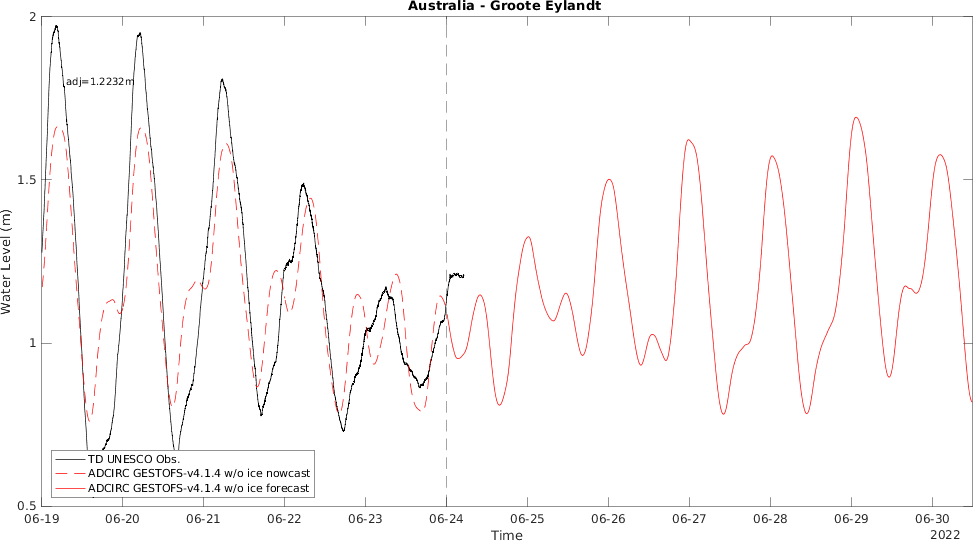 Australia - Groote Eylandt
2
adj=1.2232m
1.5
Water Level (m)
1
TD UNESCO Obs.
ADCIRC GESTOFS-v4.1.4 w/o ice nowcast
ADCIRC GESTOFS-v4.1.4 w/o ice forecast
0.5
06-19 06-20 06-21 06-22 06-23 06-24 06-25 06-26 06-27 06-28 06-29 06-30
Time
2022